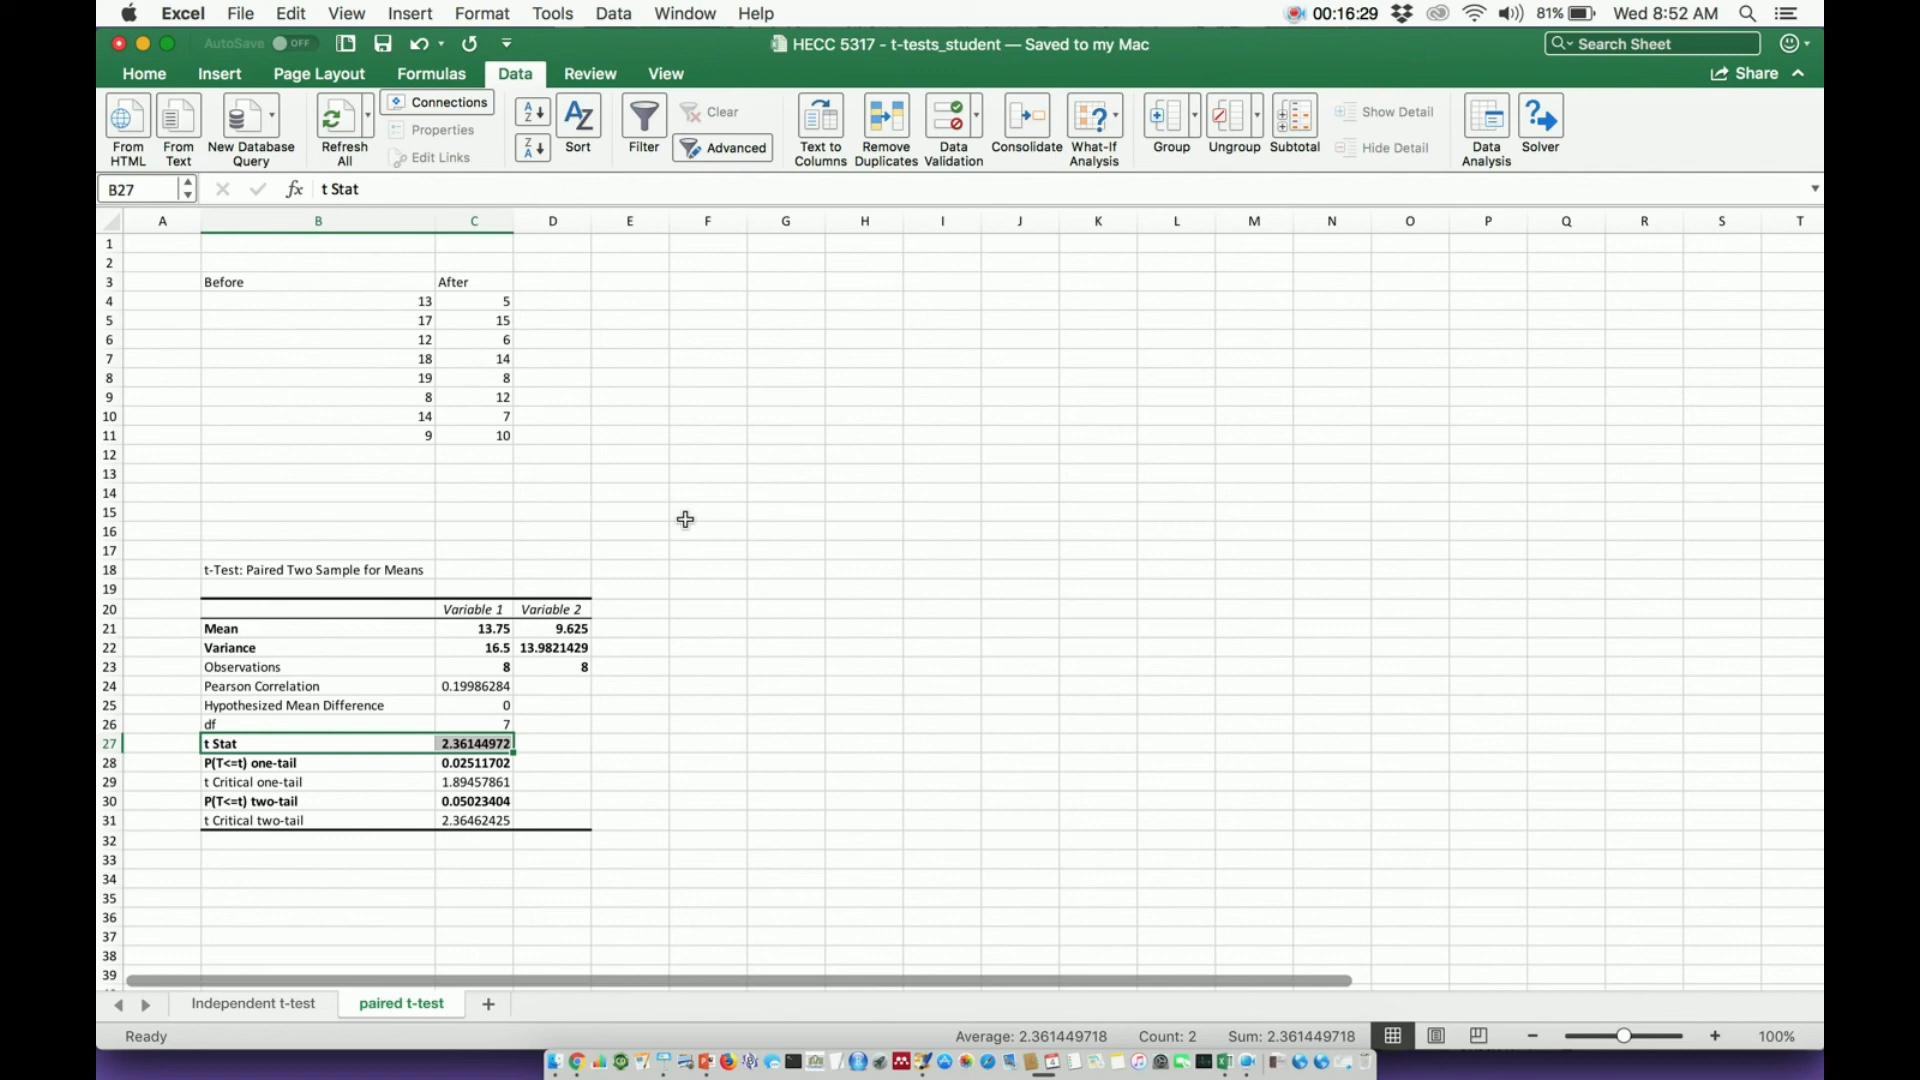 Excel File Edit View Insert Format Tools Data Window Help 00:16:29 81% Wed 8:52 AM
AutoSave OFF HECC 5317 - t-tests_student — Saved to my Mac Search Sheet
Home Insert Page Layout Formulas Data Review View Share
From HTML
From Text
New Database Query
Refresh All
Connections
Properties
Edit Links
Sort
Filter
Clear
Advanced
Text to Columns
Remove Duplicates
Data Validation
Consolidate
What-If Analysis
Group
Ungroup
Subtotal
Show Detail
Hide Detail
Data Analysis
Solver
B27 fx t Stat
A B C D E F G H I J K L M N O P Q R S T
1
2
3 Before After
4 13 5
5 17 15
6 12 6
7 18 14
8 19 8
9 8 12
10 14 7
11 9 10
12
13
14
15
16
17
18 t-Test: Paired Two Sample for Means
19
20 Variable 1 Variable 2
21 Mean 13.75 9.625
22 Variance 16.5 13.9821429
23 Observations 8 8
24 Pearson Correlation 0.19986284
25 Hypothesized Mean Difference 0
26 df 7
27 t Stat 2.36144972
28 P(T<=t) one-tail 0.02511702
29 t Critical one-tail 1.89457861
30 P(T<=t) two-tail 0.05023404
31 t Critical two-tail 2.36462425
32
33
34
35
36
37
38
39
Independent t-test paired t-test +
Ready Average: 2.361449718 Count: 2 Sum: 2.361449718 100%